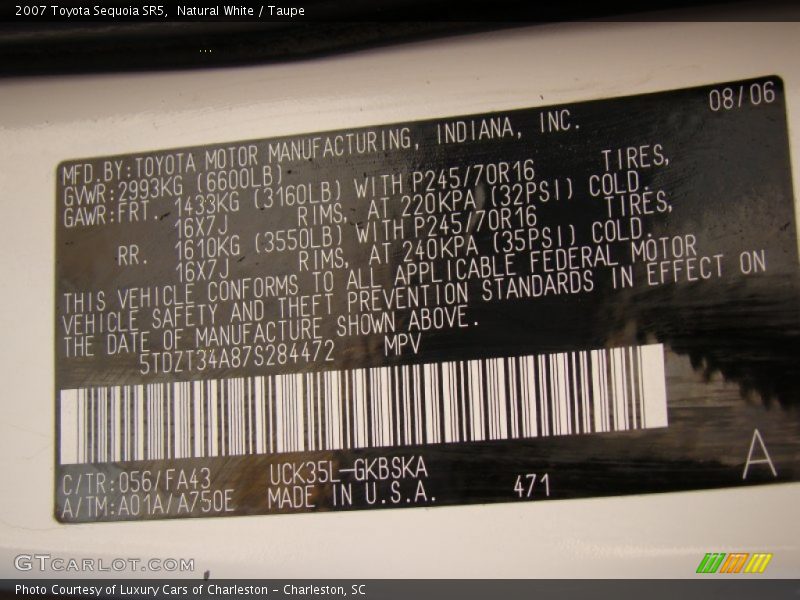 2007 Toyota Sequoia SR5, Natural White / Taupe
08/06
MFD.BY:TOYOTA MOTOR MANUFACTURING, INDIANA, INC.
GVWR:2993KG (6600LB)
GAWR:FRT. 1433KG (3160LB) WITH P245/70R16 TIRES,
16X7J RIMS, AT 220KPA (32PSI) COLD.
RR. 1610KG (3550LB) WITH P245/70R16 TIRES,
16X7J RIMS, AT 240KPA (35PSI) COLD.
THIS VEHICLE CONFORMS TO ALL APPLICABLE FEDERAL MOTOR
VEHICLE SAFETY AND THEFT PREVENTION STANDARDS IN EFFECT ON
THE DATE OF MANUFACTURE SHOWN ABOVE.
5TDZT34A87S284472 MPV
C/TR:056/FA43 UCK35L-GKBSKA
A/TM:A01A/A750E MADE IN U.S.A. 471
A
GTCARLOT.COM
Photo Courtesy of Luxury Cars of Charleston - Charleston, SC